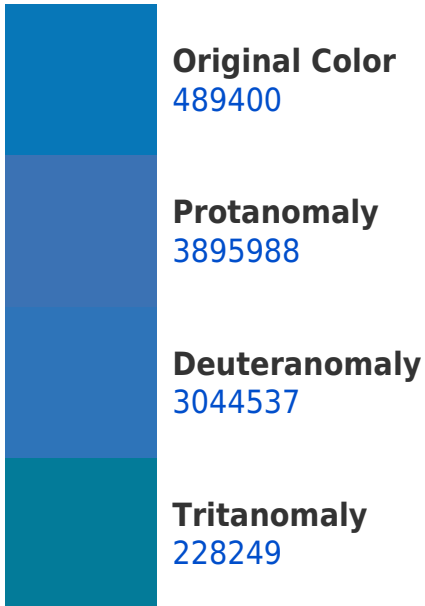 Original Color
489400
Protanomaly
3895988
Deuteranomaly
3044537
Tritanomaly
228249